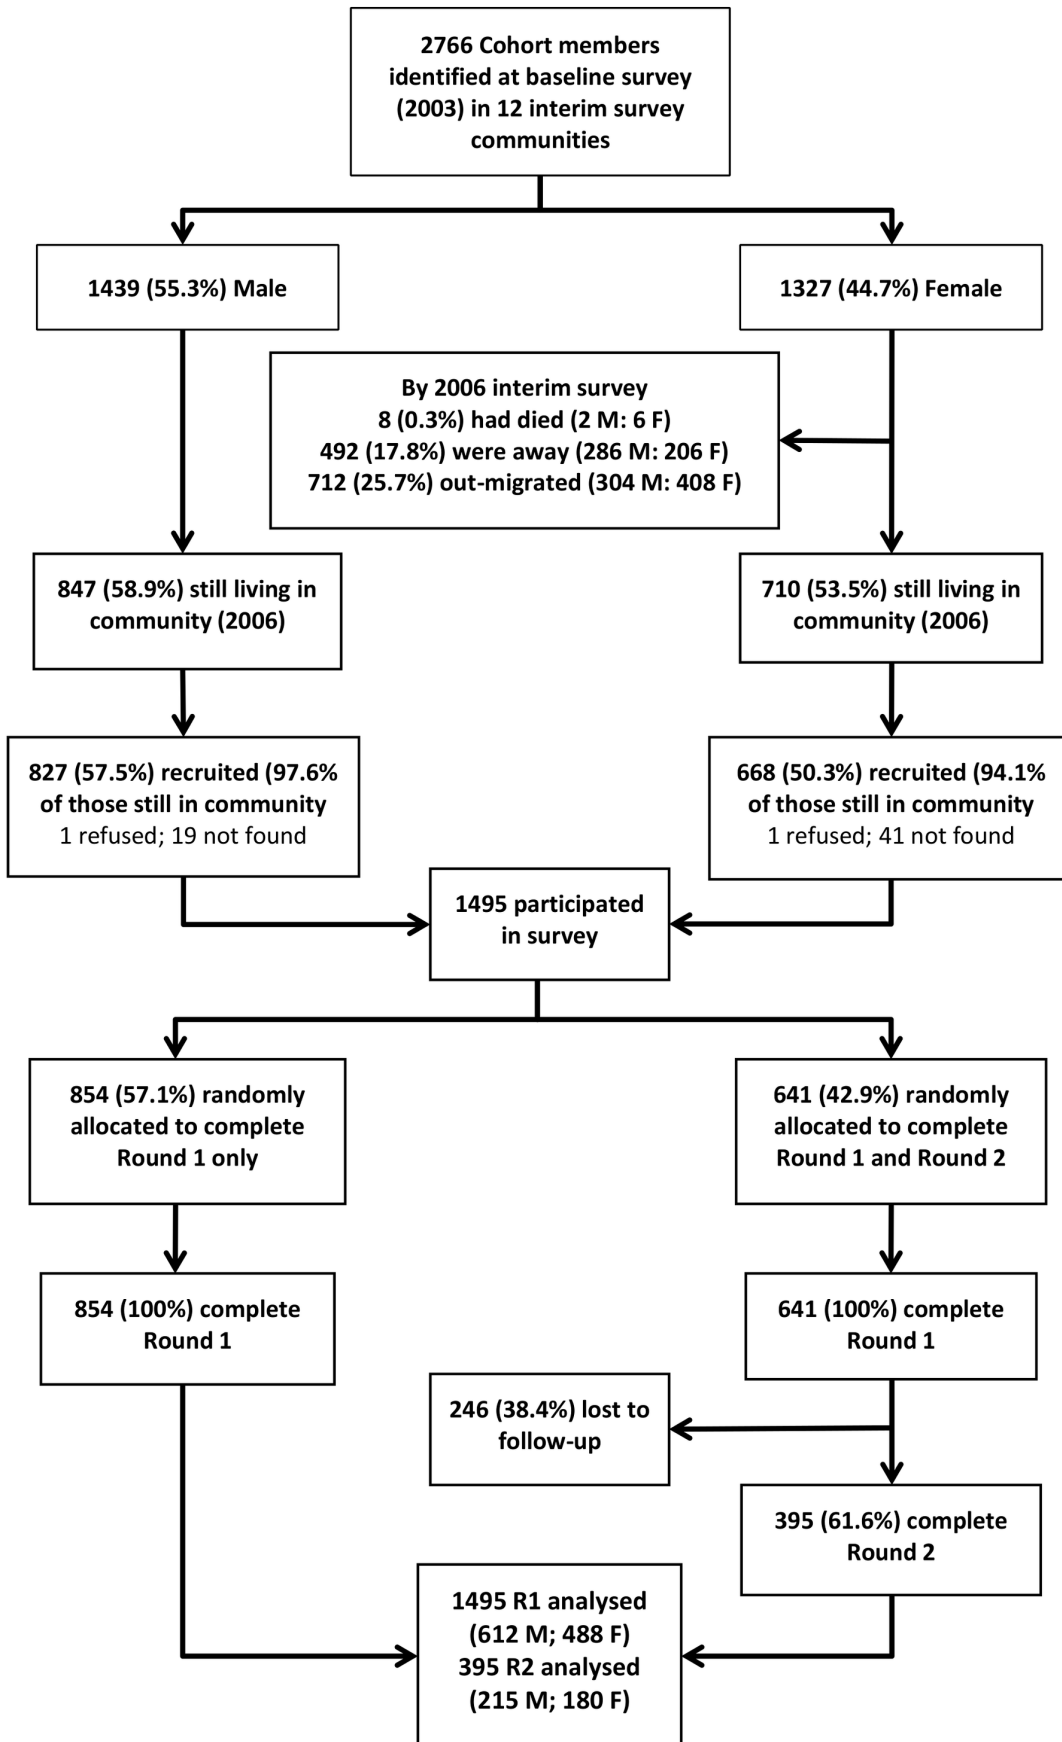 2766 Cohort members
identified at baseline survey
(2003) in 12 interim survey
communities
1439 (55.3%) Male
1327 (44.7%) Female
By 2006 interim survey
8 (0.3%) had died (2 M: 6 F)
492 (17.8%) were away (286 M: 206 F)
712 (25.7%) out-migrated (304 M: 408 F)
847 (58.9%) still living in
community (2006)
710 (53.5%) still living in
community (2006)
827 (57.5%) recruited (97.6%
of those still in community
1 refused; 19 not found
668 (50.3%) recruited (94.1%
of those still in community
1 refused; 41 not found
1495 participated
in survey
854 (57.1%) randomly
allocated to complete
Round 1 only
641 (42.9%) randomly
allocated to complete
Round 1 and Round 2
854 (100%) complete
Round 1
641 (100%) complete
Round 1
246 (38.4%) lost to
follow-up
395 (61.6%) complete
Round 2
1495 R1 analysed
(612 M; 488 F)
395 R2 analysed
(215 M; 180 F)